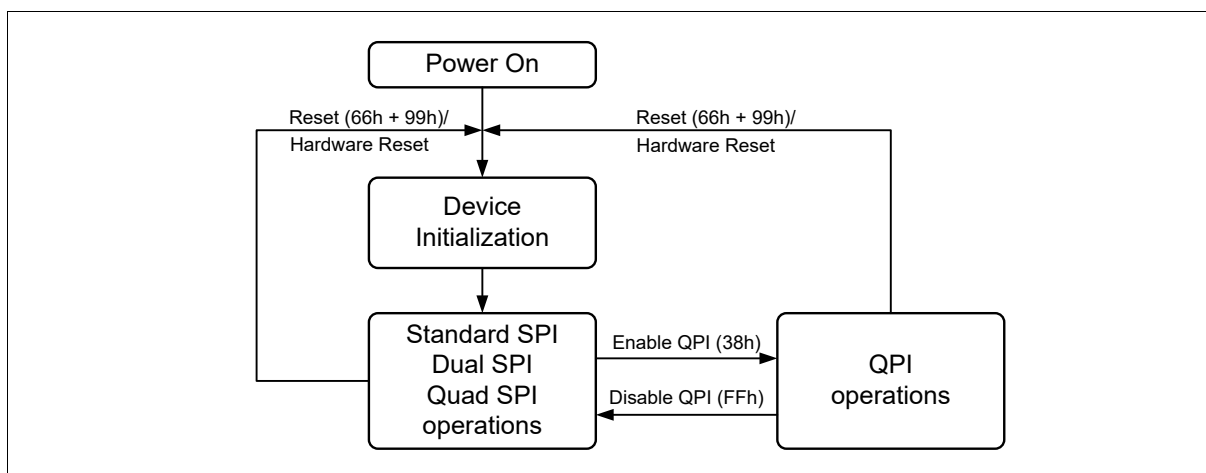 Power On
Reset (66h + 99h)/
Hardware Reset
Reset (66h + 99h)/
Hardware Reset
Device
Initialization
Standard SPI
Dual SPI
Quad SPI
operations
Enable QPI (38h)
Disable QPI (FFh)
QPI
operations